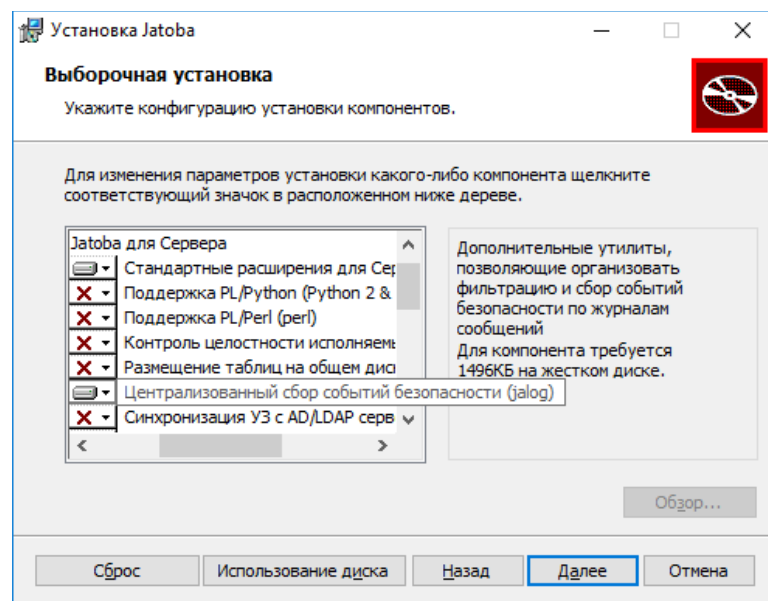 Установка Jatoba
Выборочная установка
Укажите конфигурацию установки компонентов.
Для изменения параметров установки какого-либо компонента щелкните
соответствующий значок в расположенном ниже дереве.
Jatoba для Сервера
Стандартные расширения для Сер
Поддержка PL/Python (Python 2 &
Поддержка PL/Perl (perl)
Контроль целостности
Размещение таблиц на общем
Централизованный сбор событий безопасности (jalog)
Синхронизация УЗ с AD/LDAP серв
Дополнительные утилиты,
позволяющие организовать
фильтрацию и сбор событий
безопасности по журналам
сообщений
Для компонента требуется
1496КБ на жестком диске.
Обзор...
Сброс
Использование диска
Назад
Далее
Отмена